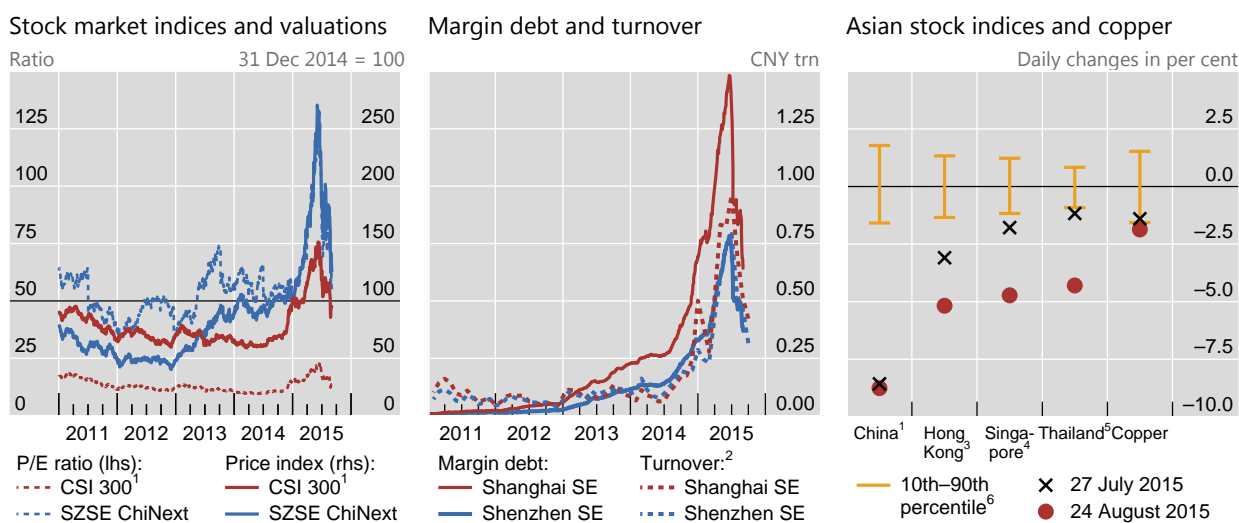 Stock market indices and valuations
Ratio
31 Dec 2014 = 100
125
250
100
200
75
150
50
100
25
50
0
0
2011 2012 2013 2014 2015
P/E ratio (lhs):
Price index (rhs):
CSI 300¹
CSI 300¹
SZSE ChiNext
SZSE ChiNext
Margin debt and turnover
CNY trn
1.25
1.00
0.75
0.50
0.25
0.00
2011 2012 2013 2014 2015
Margin debt:
Turnover:²
Shanghai SE
Shanghai SE
Shenzhen SE
Shenzhen SE
Asian stock indices and copper
Daily changes in per cent
2.5
0.0
–2.5
–5.0
–7.5
–10.0
China¹
Hong
Kong³
Singa-
pore⁴
Thailand⁵
Copper
10th–90th
percentile⁶
27 July 2015
24 August 2015